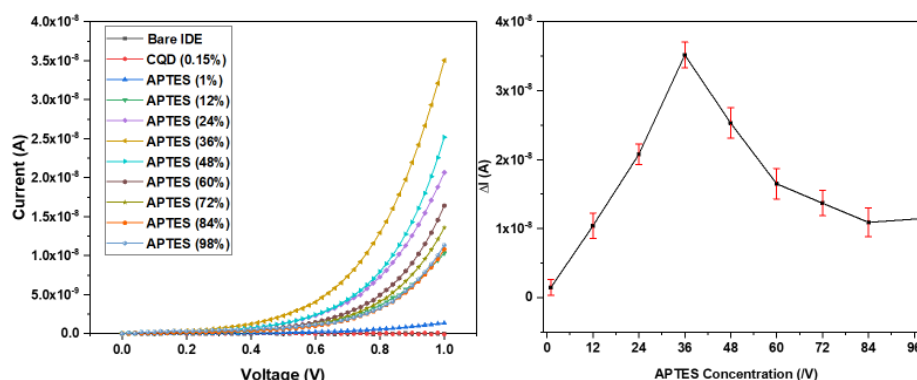 4.0x10⁻⁸
3.5x10⁻⁸
3.0x10⁻⁸
2.5x10⁻⁸
2.0x10⁻⁸
1.5x10⁻⁸
1.0x10⁻⁸
5.0x10⁻⁹
0.0
Current (A)
Bare IDE
CQD (0.15%)
APTES (1%)
APTES (12%)
APTES (24%)
APTES (36%)
APTES (48%)
APTES (60%)
APTES (72%)
APTES (84%)
APTES (98%)
0.0 0.2 0.4 0.6 0.8 1.0
Voltage (V)
4x10⁻⁸
3x10⁻⁸
2x10⁻⁸
1x10⁻⁸
0
ΔI (A)
0 12 24 36 48 60 72 84 96
APTES Concentration (/V)